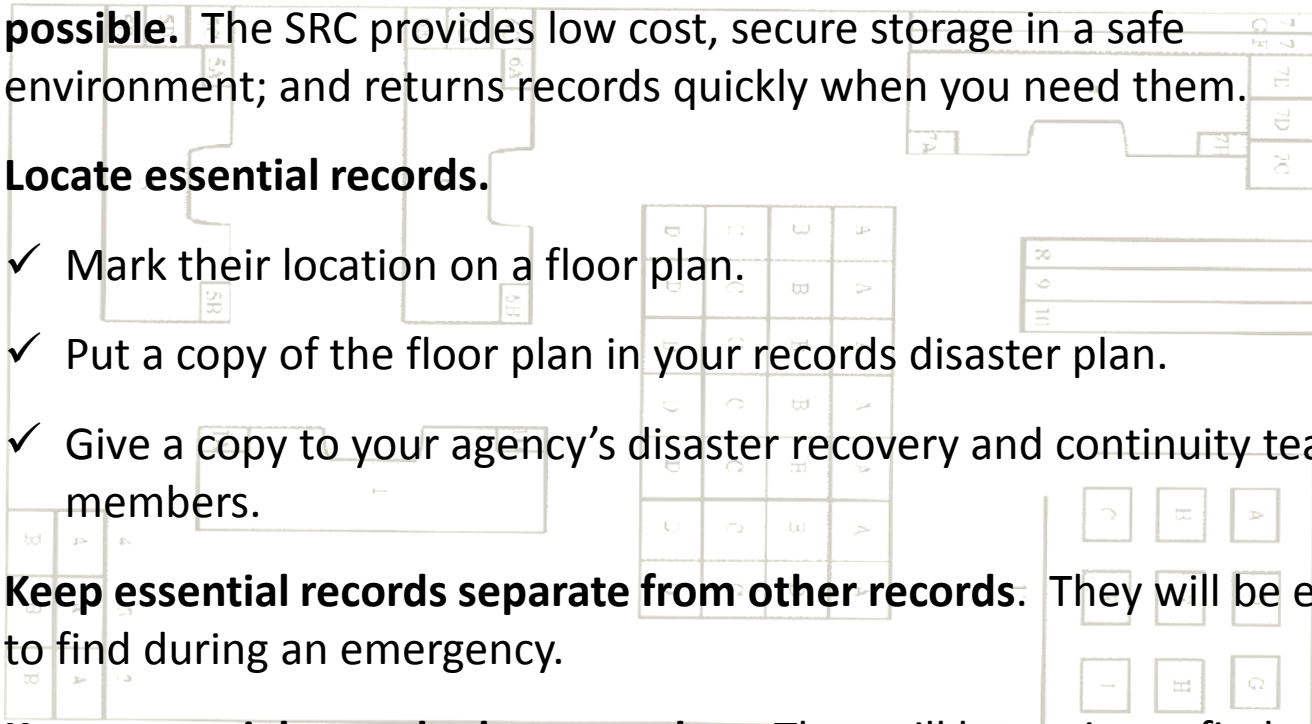 possible. The SRC provides low cost, secure storage in a safe
environment; and returns records quickly when you need them.
Locate essential records.
✓ Mark their location on a floor plan.
✓ Put a copy of the floor plan in your records disaster plan.
✓ Give a copy to your agency’s disaster recovery and continuity
members.
Keep essential records separate from other records. They will be
to find during an emergency.